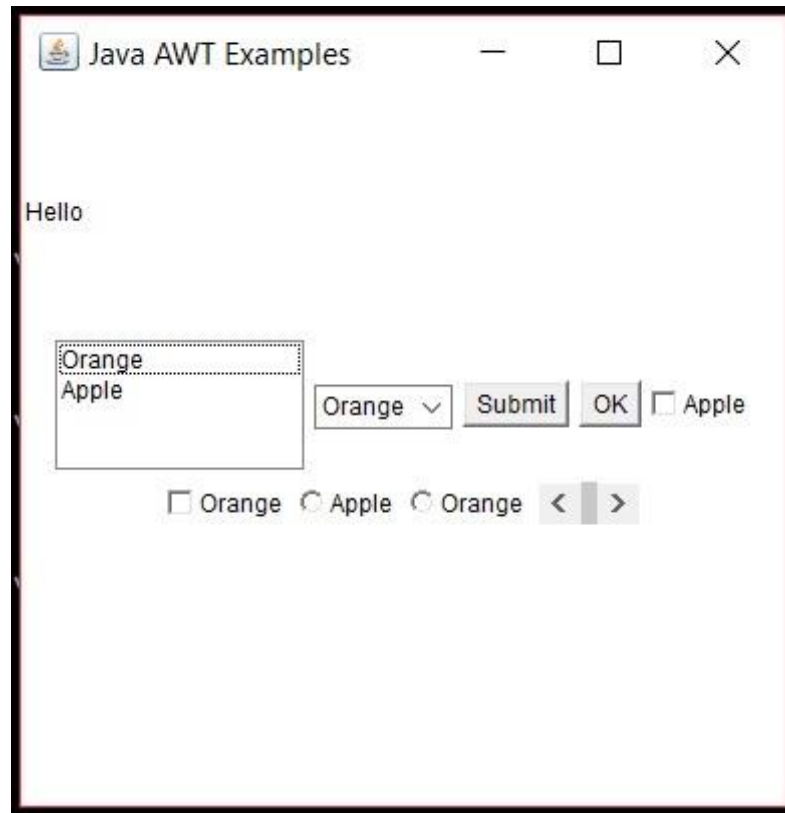 Java AWT Examples
Hello
Orange
Apple
Orange Submit OK Apple
Orange Apple Orange